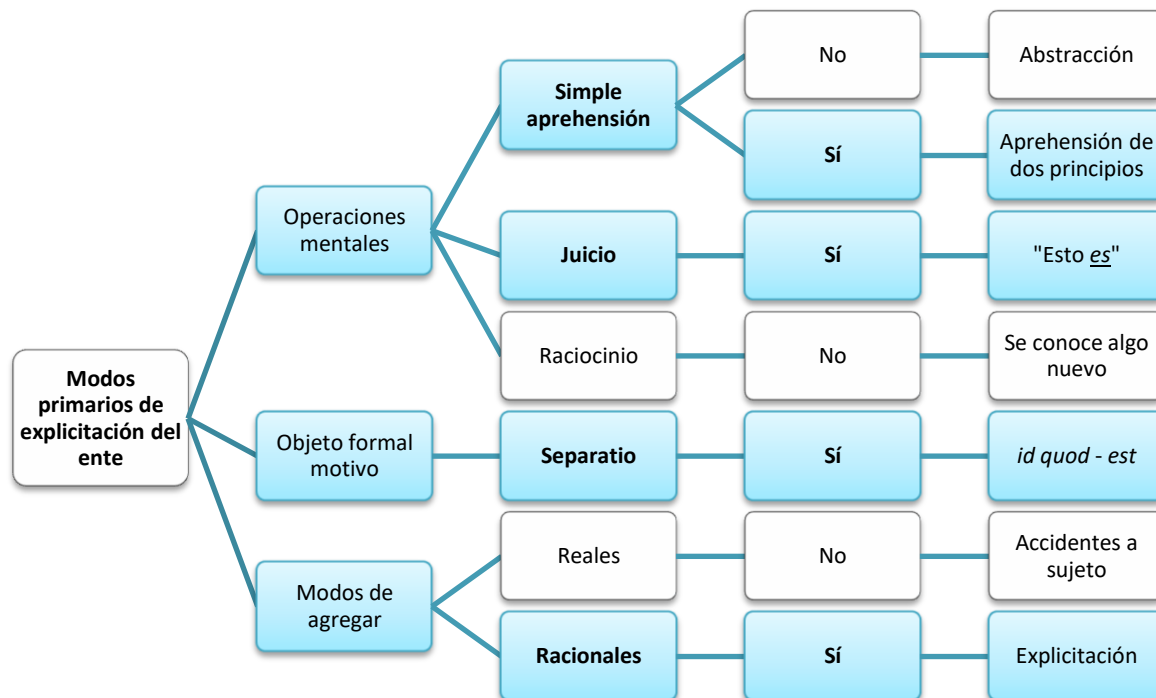 Modos
primarios de
explicitación del
ente
Operaciones
mentales
Simple
aprehensión
No
Abstracción
Sí
Aprehensión de
dos principios
Juicio
Sí
"Esto es"
Raciocinio
No
Se conoce algo
nuevo
Objeto formal
motivo
Separatio
Sí
id quod - est
Modos de
agregar
Reales
No
Accidentes a
sujeto
Racionales
Sí
Explicitación